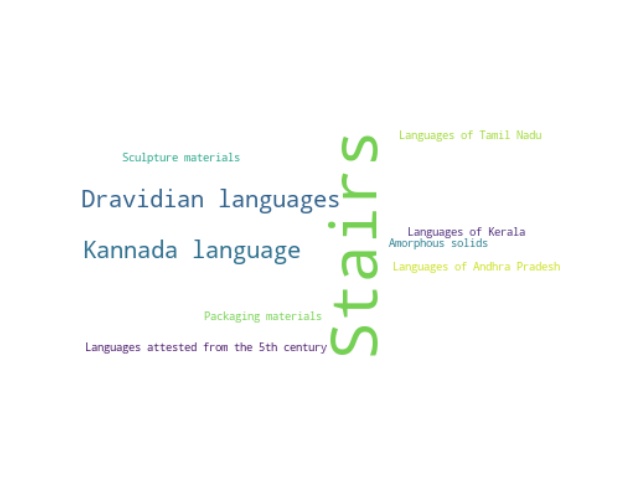 Languages of Tamil Nadu
Sculpture materials
Dravidian languages
Stairs
Languages of Kerala
Amorphous solids
Kannada language
Languages of Andhra Pradesh
Packaging materials
Languages attested from the 5th century